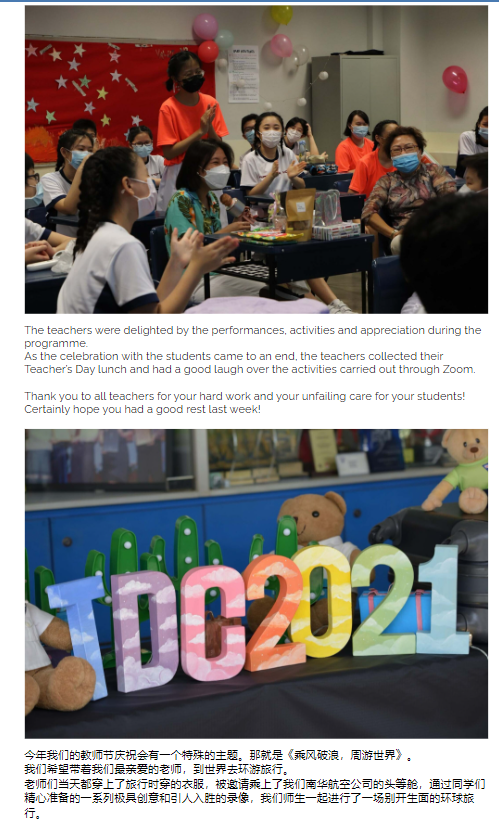 The teachers were delighted by the performances, activities and appreciation during the
programme.
As the celebration with the students came to an end, the teachers collected their
Teacher's Day lunch and had a good laugh over the activities carried out through Zoom.
Thank you to all teachers for your hard work and your unfailing care for your students!
Certainly hope you had a good rest last week!
TDC2021
今年我们的教师节庆祝会有一个特殊的主题。那就是《乘风破浪，周游世界》。
我们希望带着我们最亲爱的老师，到世界去环游旅行。
老师们当天都穿上了旅行时穿的衣服，被邀请乘上了我们南华航空公司的头等舱，通过同学们
精心准备的一系列极具创意和引人入胜的录像，我们师生一起进行了一场别开生面的环球旅
行。